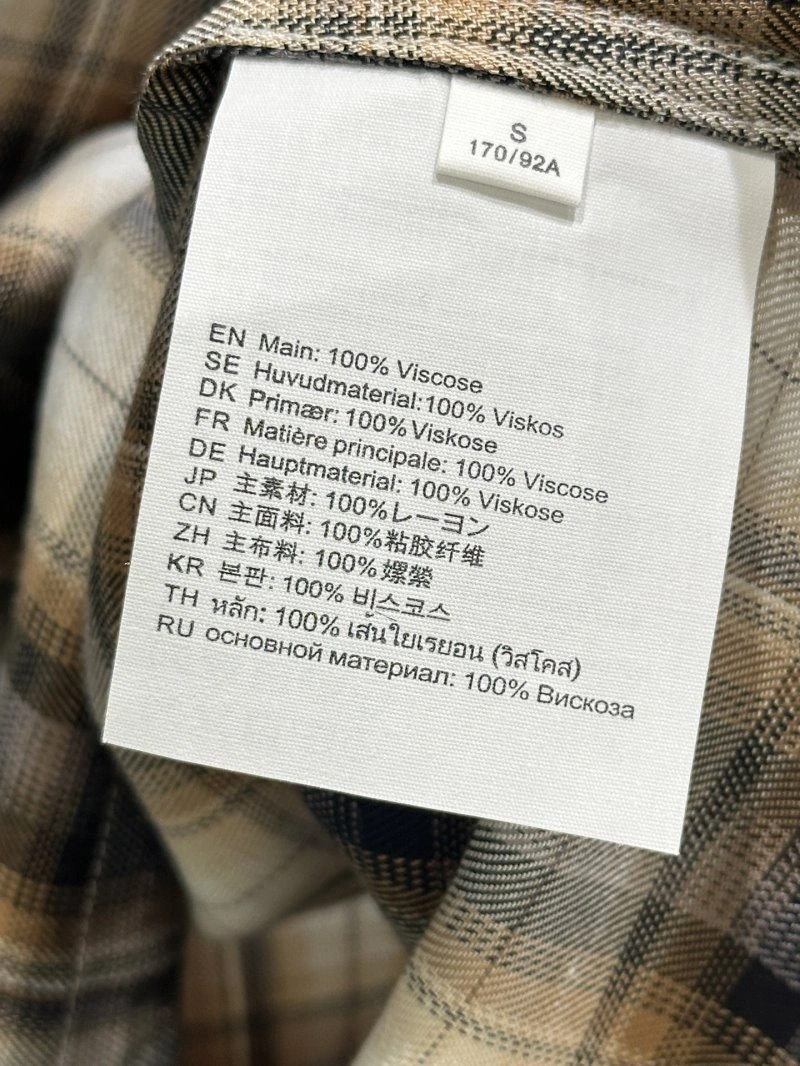 S
170/92A
EN Main: 100% Viscose
SE Huvudmaterial:100% Viskos
DK Primær: 100%Viskose
FR Matière principale: 100% Viscose
DE Hauptmaterial: 100% Viskose
JP 主素材: 100%レーヨン
CN 主面料: 100%粘胶纤维
ZH 主布料: 100%嫘縈
KR 본판: 100% 비스코스
TH หลัก: 100% เส้นใยเรยอน (วิสโคส)
RU основной материал: 100% Вискоза